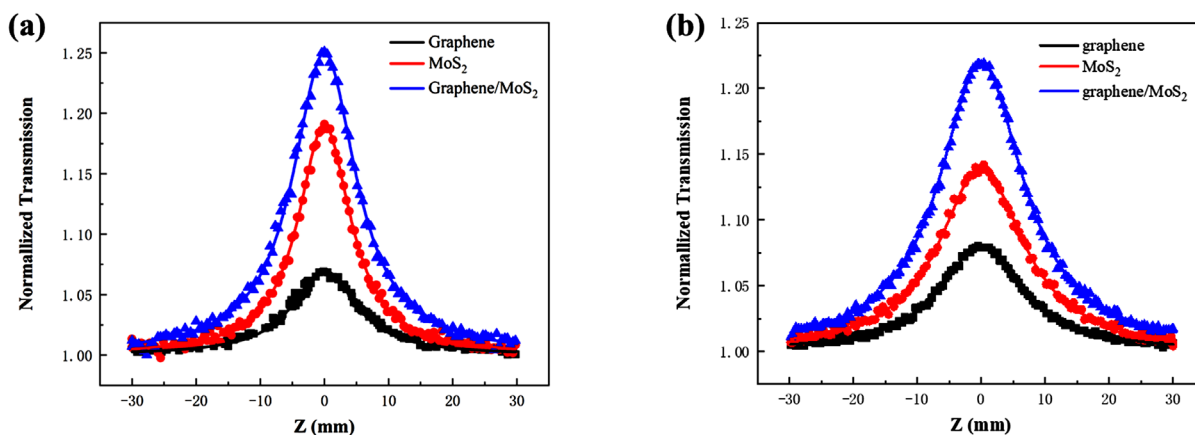 (a)
Normallized Transmission
1.25
1.20
1.15
1.10
1.05
1.00
-30 -20 -10 0 10 20 30
Z (mm)
Graphene
MoS2
Graphene/MoS2
(b)
Normallized Transmission
1.25
1.20
1.15
1.10
1.05
1.00
-30 -20 -10 0 10 20 30
Z (mm)
graphene
MoS2
graphene/MoS2